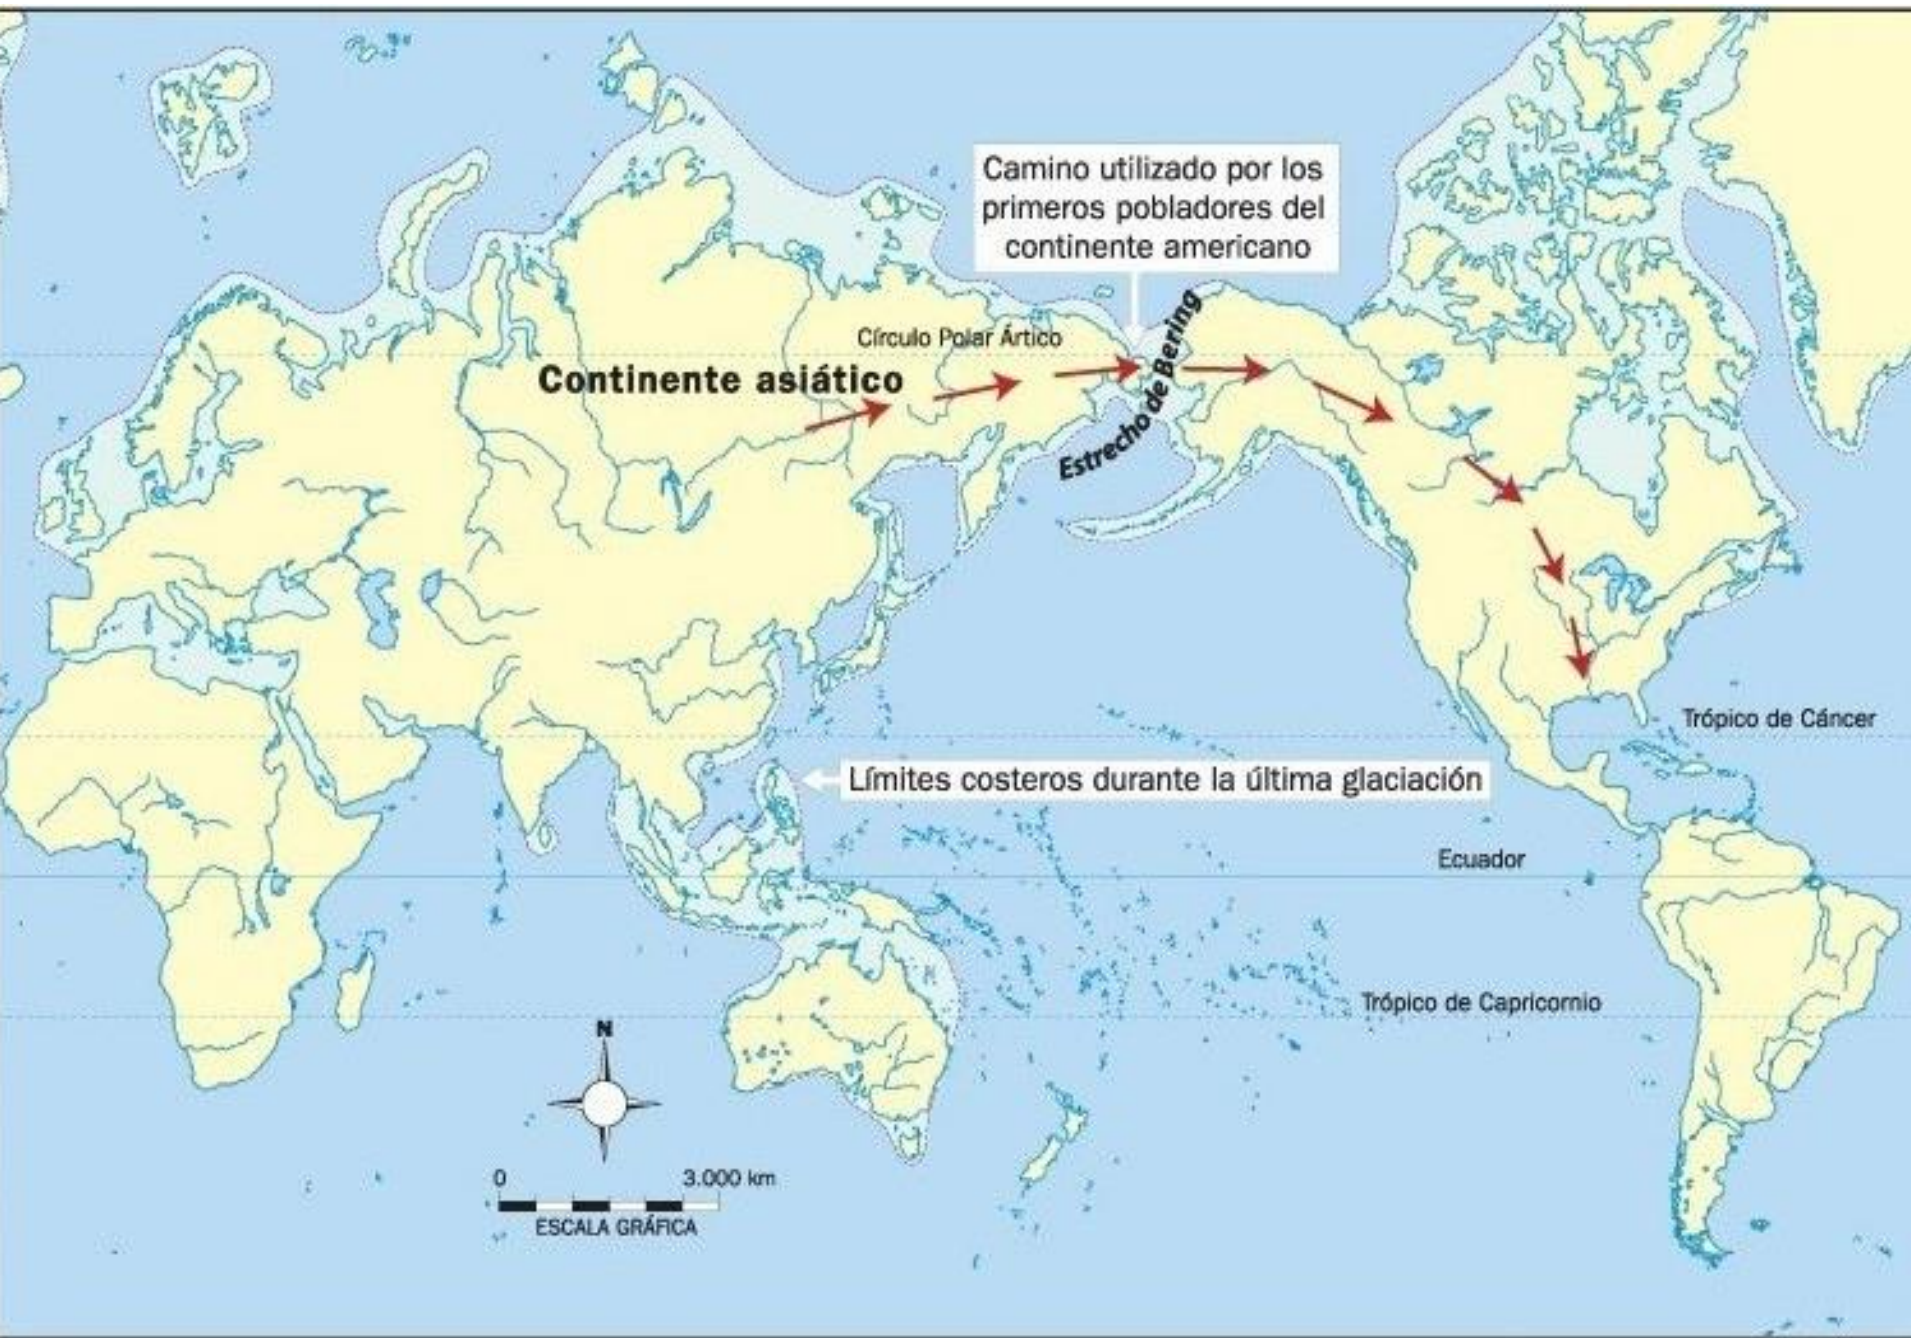 Camino utilizado por los
primeros pobladores del
continente americano
Círculo Polar Ártico
Continente asiático
Estrecho de Bering
Trópico de Cáncer
Límites costeros durante la última glaciación
Ecuador
Trópico de Capricornio
N
0 3.000 km
ESCALA GRÁFICA